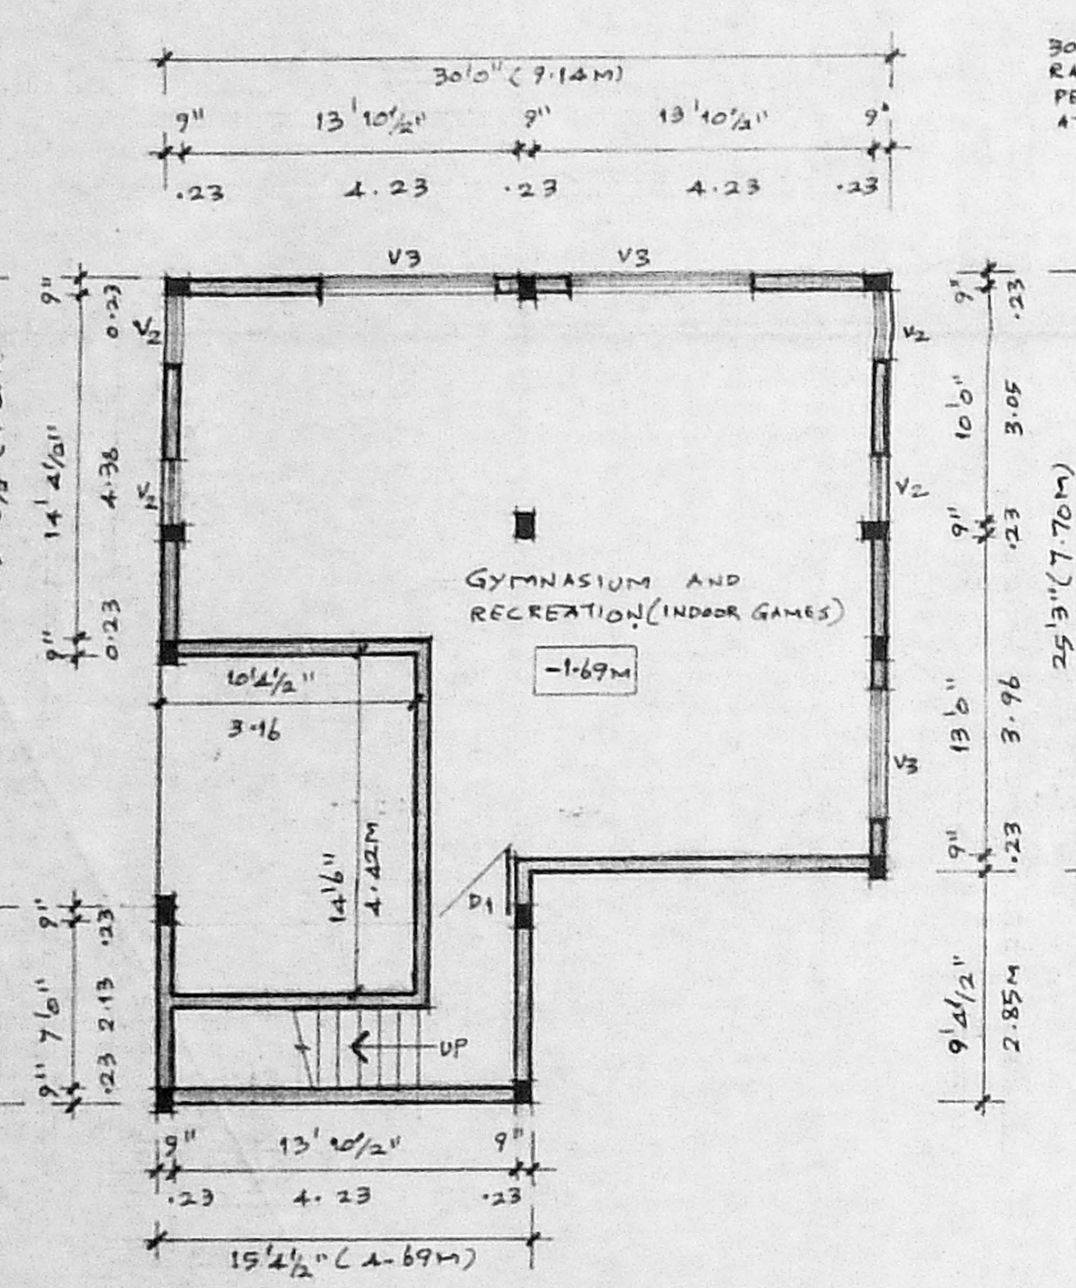 30'0" (9.14M)
9" 13'10½" 9" 13'10½" 9"
.23 4.23 .23 4.23 .23
V3 V3
9" 0.23
V2 V2
9" .23
14'4½" 4.38
10'0" 3.05
V2 V2
9" .23
GYMNASIUM AND
RECREATION (INDOOR GAMES)
9" 0.23
-1.69M
10'4½"
3.16
25'3" (7.70M)
13'0" 3.96
V3
14'6" 4.42M
9" .23
D1
9" .23
7'0" 2.13
9'4½" 2.85M
UP
9" .23
9" 13'10½" 9"
.23 4.23 .23
15'4½" (4.69M)
30
RA
PE
AT